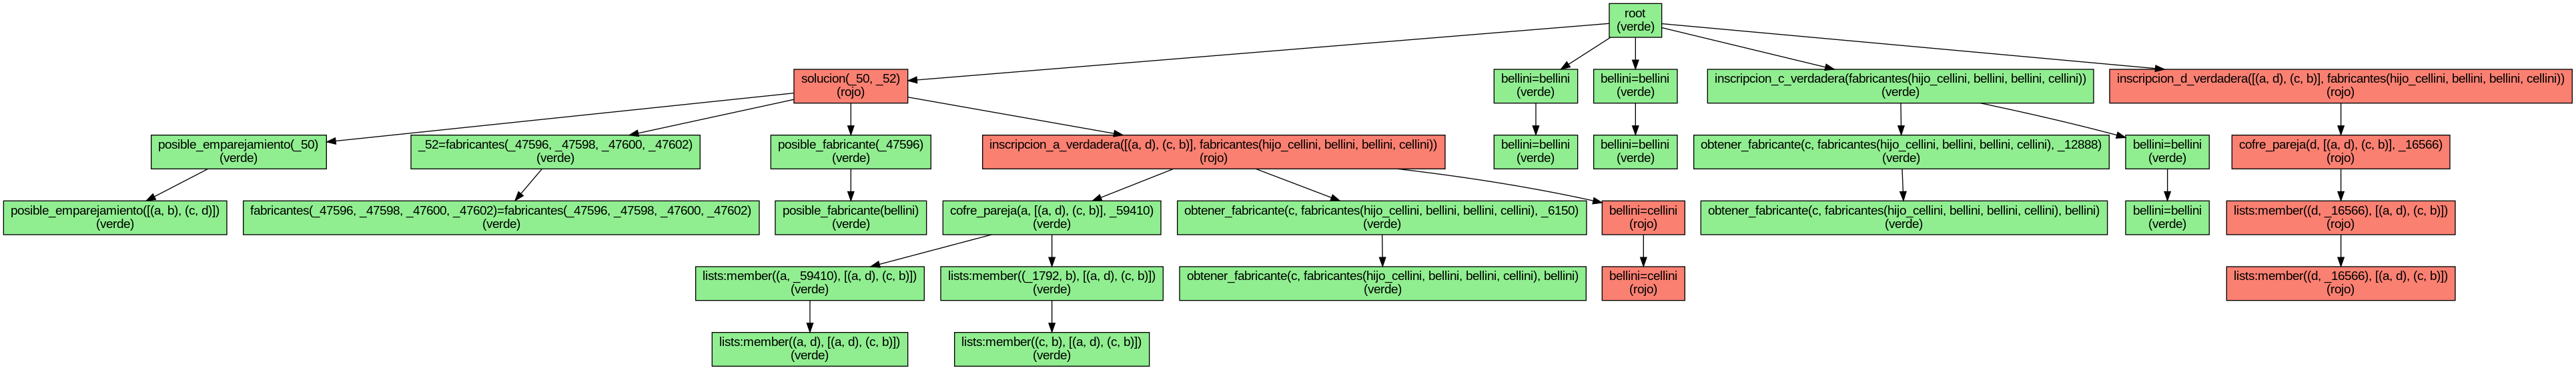 root
(verde)
solucion(_50, _52)
(rojo)
bellini=bellini
(verde)
bellini=bellini
(verde)
inscripcion_c_verdadera(fabricantes(hijo_cellini, bellini, bellini, cellini))
(verde)
inscripcion_d_verdadera([(a, d), (c, b)], fabricantes(hijo_cellini, bellini, bellini, cellini))
(rojo)
posible_emparejamiento(_50)
(verde)
_52=fabricantes(_47596, _47598, _47600, _47602)
(verde)
posible_fabricante(_47596)
(verde)
inscripcion_a_verdadera([(a, d), (c, b)], fabricantes(hijo_cellini, bellini, bellini, cellini))
(rojo)
bellini=bellini
(verde)
bellini=bellini
(verde)
obtener_fabricante(c, fabricantes(hijo_cellini, bellini, bellini, cellini), _12888)
(verde)
bellini=bellini
(verde)
cofre_pareja(d, [(a, d), (c, b)], _16566)
(rojo)
posible_emparejamiento([(a, b), (c, d)])
(verde)
fabricantes(_47596, _47598, _47600, _47602)=fabricantes(_47596, _47598, _47600, _47602)
(verde)
posible_fabricante(bellini)
(verde)
cofre_pareja(a, [(a, d), (c, b)], _59410)
(verde)
obtener_fabricante(c, fabricantes(hijo_cellini, bellini, bellini, cellini), _6150)
(verde)
bellini=cellini
(rojo)
obtener_fabricante(c, fabricantes(hijo_cellini, bellini, bellini, cellini), bellini)
(verde)
bellini=bellini
(verde)
lists:member((d, _16566), [(a, d), (c, b)])
(rojo)
lists:member((a, _59410), [(a, d), (c, b)])
(verde)
lists:member((_1792, b), [(a, d), (c, b)])
(verde)
obtener_fabricante(c, fabricantes(hijo_cellini, bellini, bellini, cellini), bellini)
(verde)
bellini=cellini
(rojo)
lists:member((d, _16566), [(a, d), (c, b)])
(rojo)
lists:member((a, d), [(a, d), (c, b)])
(verde)
lists:member((c, b), [(a, d), (c, b)])
(verde)